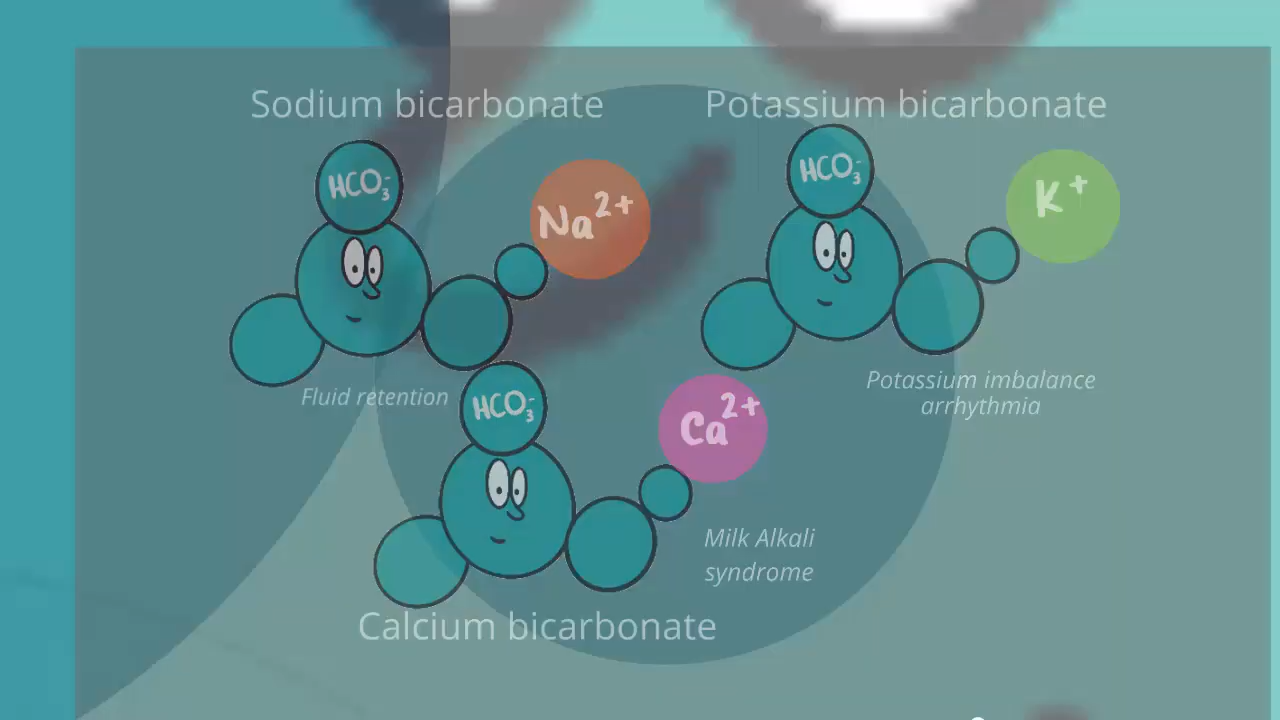 Sodium bicarbonate
Potassium bicarbonate
HCO₃⁻
Na²⁺
HCO₃⁻
K⁺
Fluid retention
Potassium imbalance
arrhythmia
HCO₃⁻
Ca²⁺
Milk Alkali
syndrome
Calcium bicarbonate